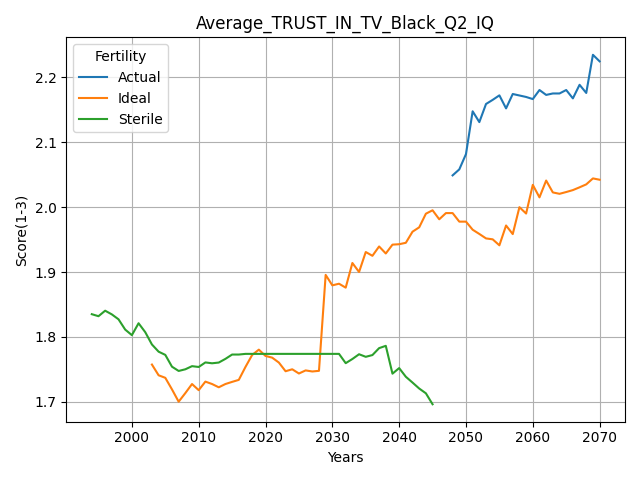 Average_TRUST_IN_TV_Black_Q2_IQ
Fertility
Actual
Ideal
Sterile
Score(1-3)
2.2
2.1
2.0
1.9
1.8
1.7
2000
2010
2020
2030
2040
2050
2060
2070
Years